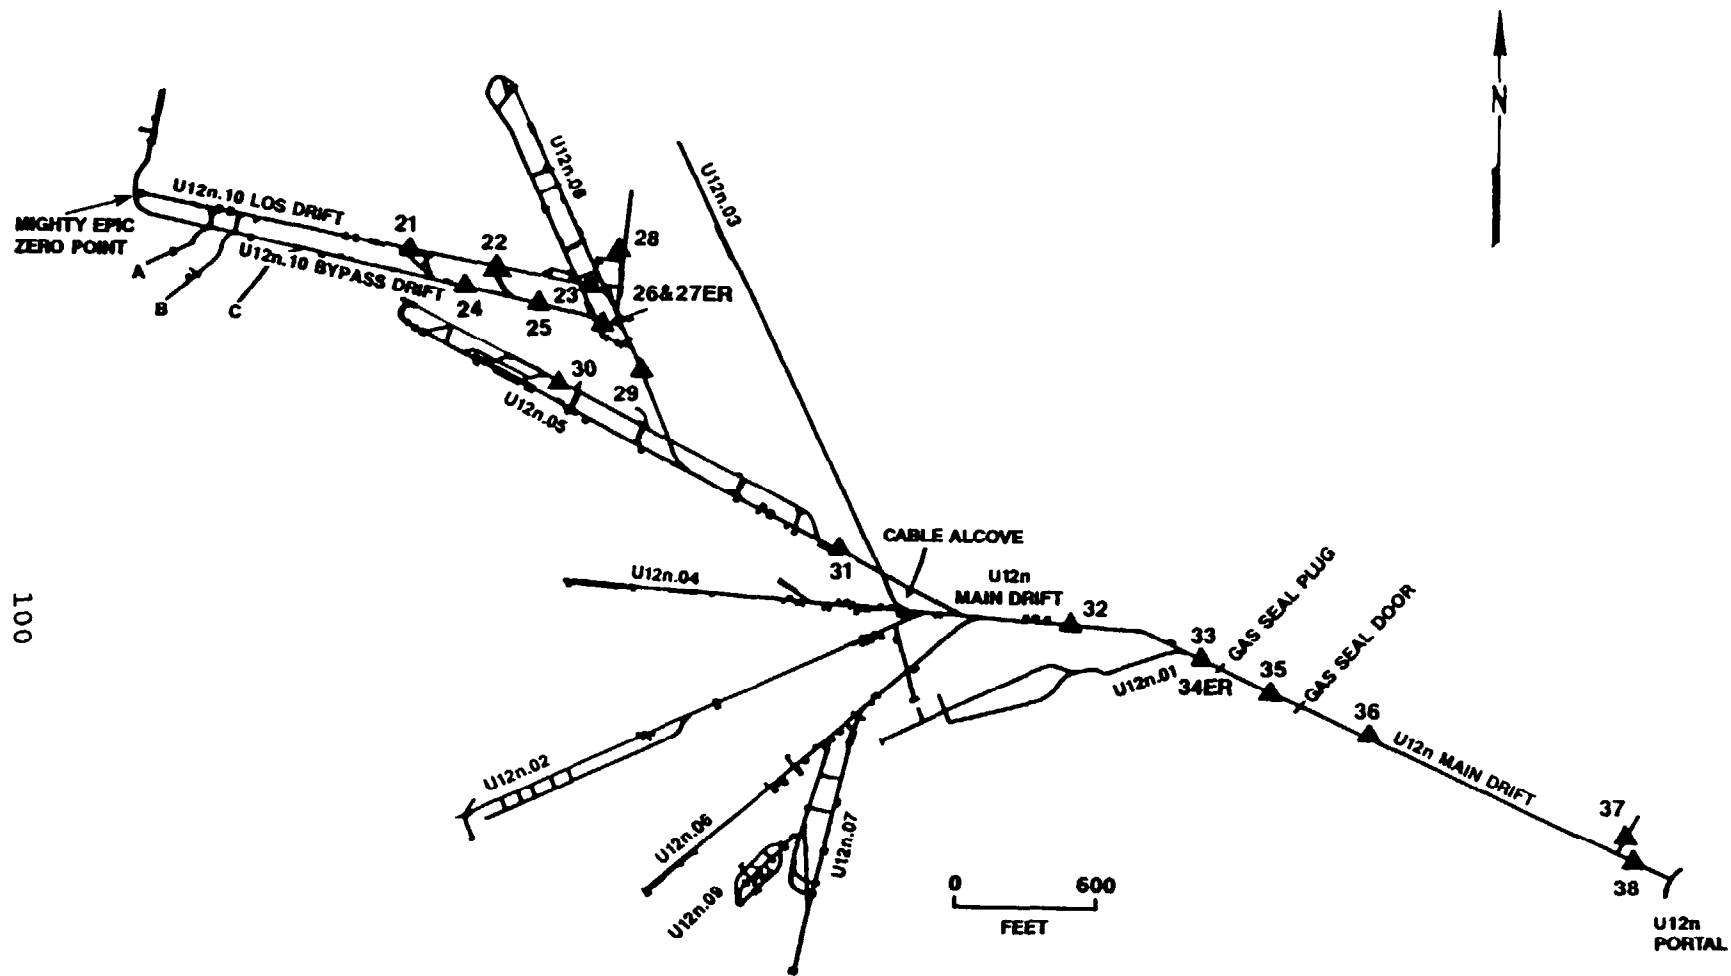 N
U12n.08
U12n.03
U12n.10 LOS DRIFT
MIGHTY EPIC
ZERO POINT
21
22
28
U12n.10 BYPASS DRIFT
A
B
C
24
25
23
26&27ER
30
29
U12n.05
CABLE ALCOVE
31
U12n.04
U12n
MAIN DRIFT
32
33
GAS SEAL PLUG
34ER
35
GAS SEAL DOOR
U12n.01
36
U12n MAIN DRIFT
100
U12n.02
U12n.06
U12n.07
U12n.09
37
38
0
600
FEET
U12n
PORTAL